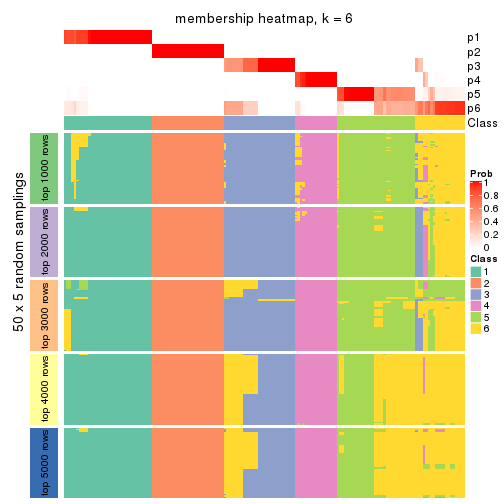 membership heatmap, k = 6
p1
p2
p3
p4
p5
p6
Class
50 x 5 random samplings
top 1000 rows
top 2000 rows
top 3000 rows
top 4000 rows
top 5000 rows
Prob
1
0.8
0.6
0.4
0.2
0
Class
1
2
3
4
5
6